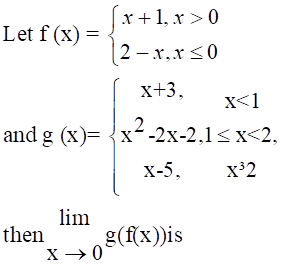 Let f (x) = { x + 1, x > 0
2 − x, x ≤ 0
x+3, x<1
and g (x)= { x²-2x-2,1 ≤ x<2,
x-5, x³2
then lim x → 0 g(f(x))is